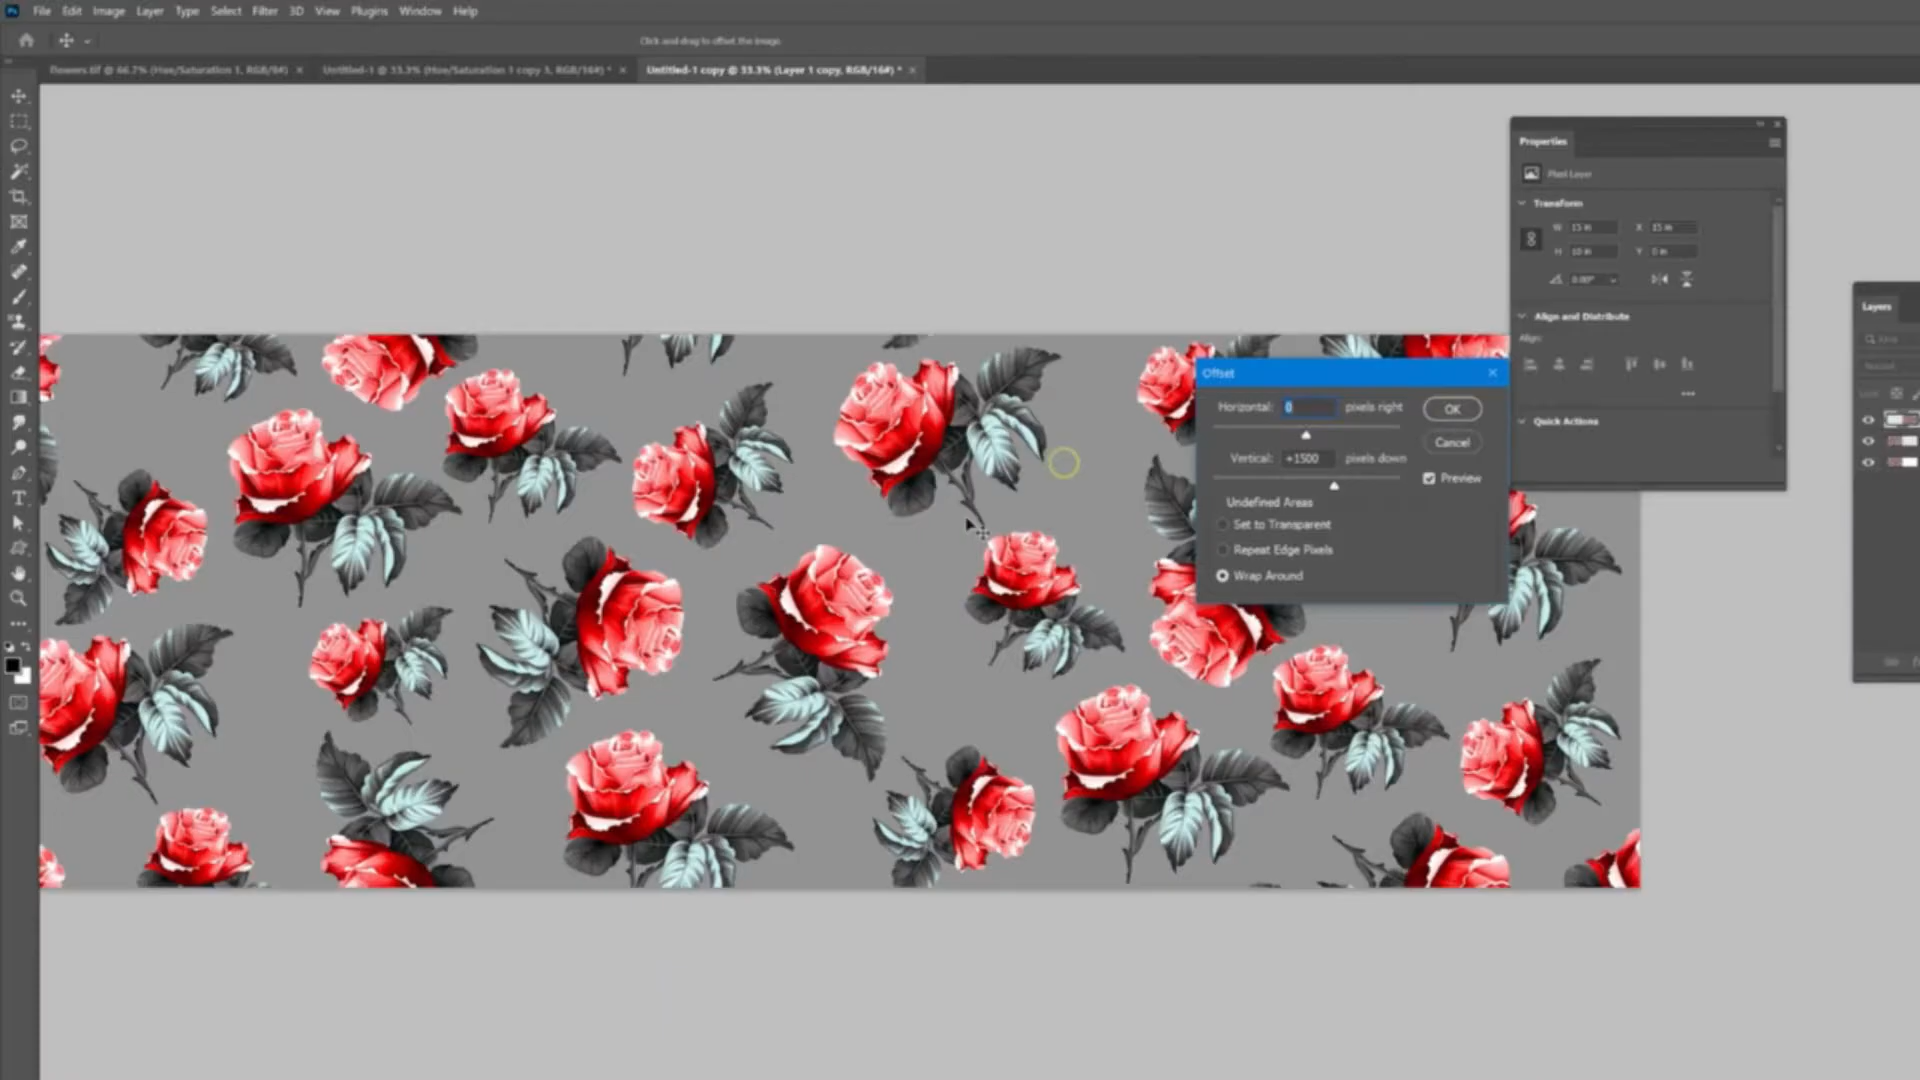 Ps File Edit Image Layer Type Select Filter 3D View Plugins Window Help
Click and drag to offset the image.
flowers.tif @ 66.7% (Hue/Saturation 1, RGB/8#) × Untitled-1 @ 33.3% (Hue/Saturation 1 copy 3, RGB/16#) * × Untitled-1 copy @ 33.3% (Layer 1 copy, RGB/16#) * ×
Properties
Pixel Layer
Transform
W 15 in X 15 in
H 10 in Y 0 in
0.00°
Align and Distribute
Align:
Quick Actions
Layers
Offset
Horizontal: 0 pixels right OK
Cancel
Vertical: +1500 pixels down
Preview
Undefined Areas
Set to Transparent
Repeat Edge Pixels
Wrap Around